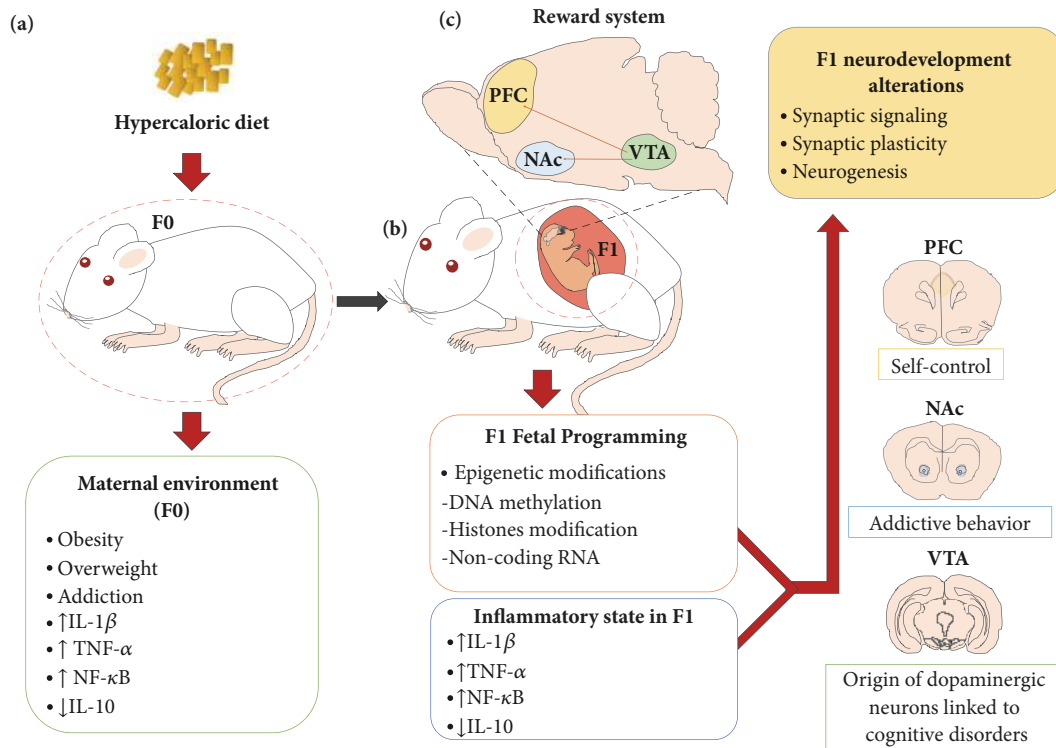 (a)
Hypercaloric diet
F0
Maternal environment
(F0)
• Obesity
• Overweight
• Addiction
• ↑IL-1β
• ↑ TNF-α
• ↑ NF-κB
• ↓IL-10
(c)
Reward system
PFC
NAc
VTA
(b)
F1
F1 Fetal Programming
• Epigenetic modifications
-DNA methylation
-Histones modification
-Non-coding RNA
Inflammatory state in F1
• ↑IL-1β
• ↑TNF-α
• ↑NF-κB
• ↓IL-10
F1 neurodevelopment
alterations
• Synaptic signaling
• Synaptic plasticity
• Neurogenesis
PFC
Self-control
NAc
Addictive behavior
VTA
Origin of dopaminergic
neurons linked to
cognitive disorders